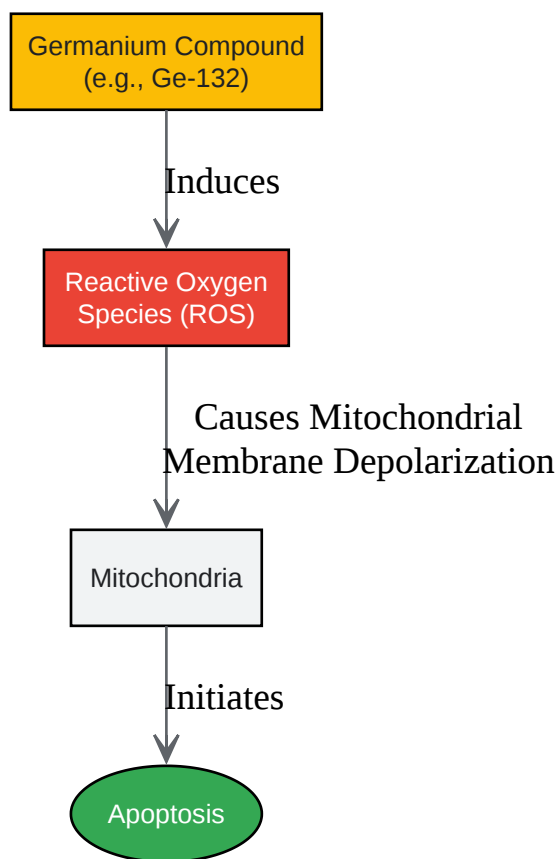 Germanium Compound
(e.g., Ge-132)
Induces
Reactive Oxygen
Species (ROS)
Causes Mitochondrial
Membrane Depolarization
Mitochondria
Initiates
Apoptosis